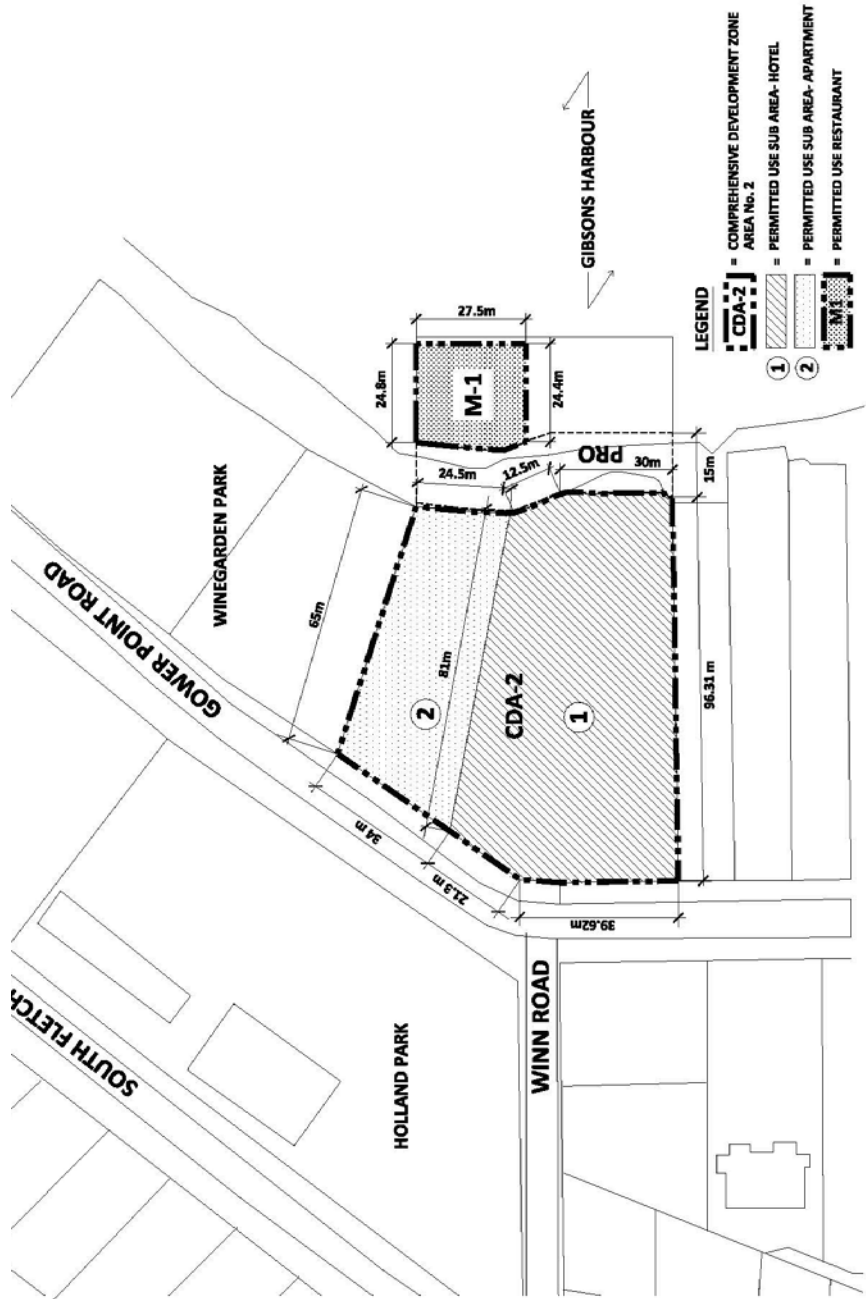 SOUTH FLETCH
GOWER POINT ROAD
WINEGARDEN PARK
HOLLAND PARK
WINN ROAD
GIBSONS HARBOUR
65m
34 m
21.3 m
39.62m
81m
96.31 m
24.5m
12.5m
30m
15m
24.8m
27.5m
24.4m
2
CDA-2
1
M-1
PRO
LEGEND
CDA-2 = COMPREHENSIVE DEVELOPMENT ZONE
AREA No. 2
1 = PERMITTED USE SUB AREA- HOTEL
2 = PERMITTED USE SUB AREA- APARTMENT
M1 = PERMITTED USE RESTAURANT